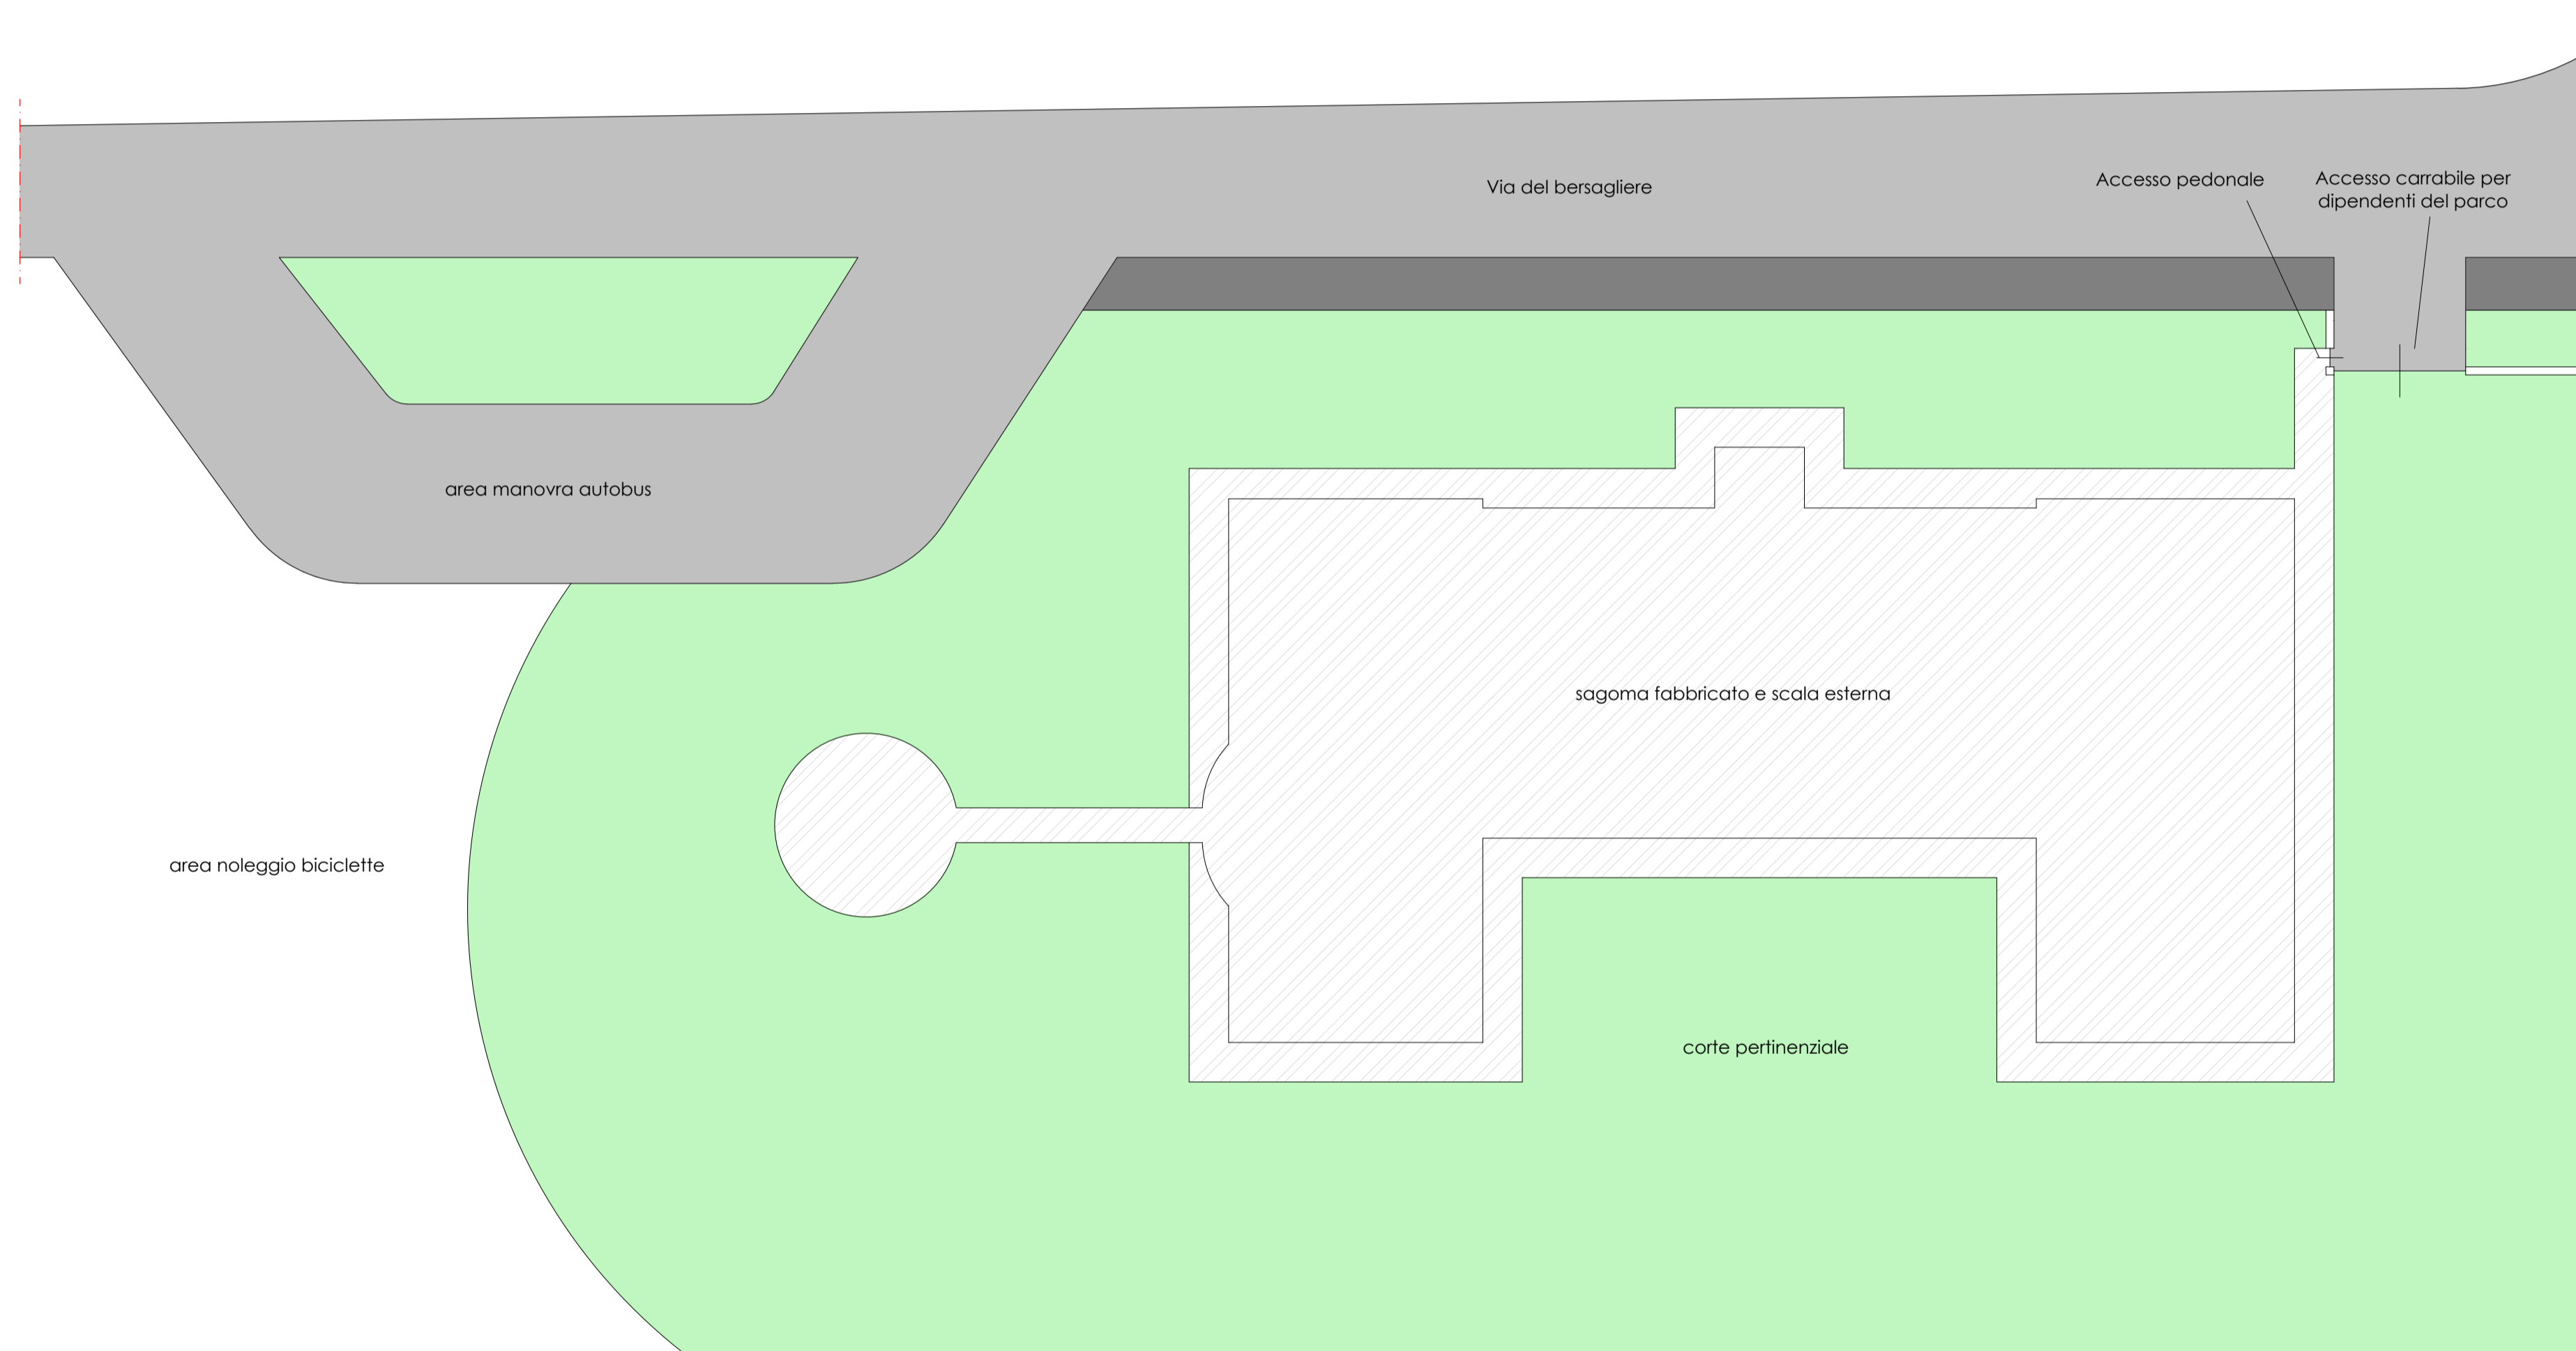 Via del bersagliere
Accesso pedonale
Accesso carrabile per
dipendenti del parco
area manovra autobus
sagoma fabbricato e scala esterna
area noleggio biciclette
corte pertinenziale